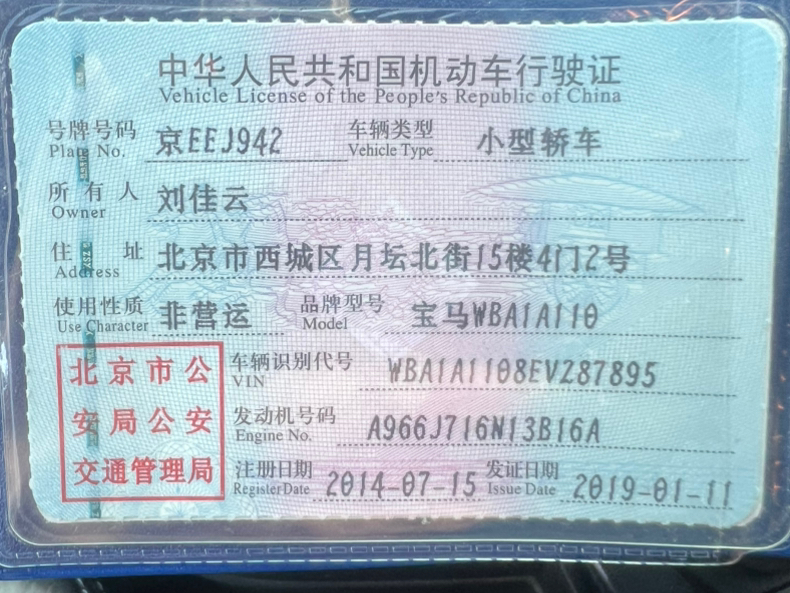 中华人民共和国机动车行驶证
Vehicle License of the People's Republic of China
号牌号码 京EEJ942 车辆类型 小型轿车
Plate No. Vehicle Type
所有人 刘佳云
Owner
住址 北京市西城区月坛北街15楼4门2号
Address
使用性质 非营运 品牌型号 宝马WBA1A110
Use Character Model
北京市公安局公安交通管理局
车辆识别代号 WBA1A1108EV287895
VIN
发动机号码 A966J716N13B16A
Engine No.
注册日期 2014-07-15 发证日期 2019-01-11
Register Date Issue Date